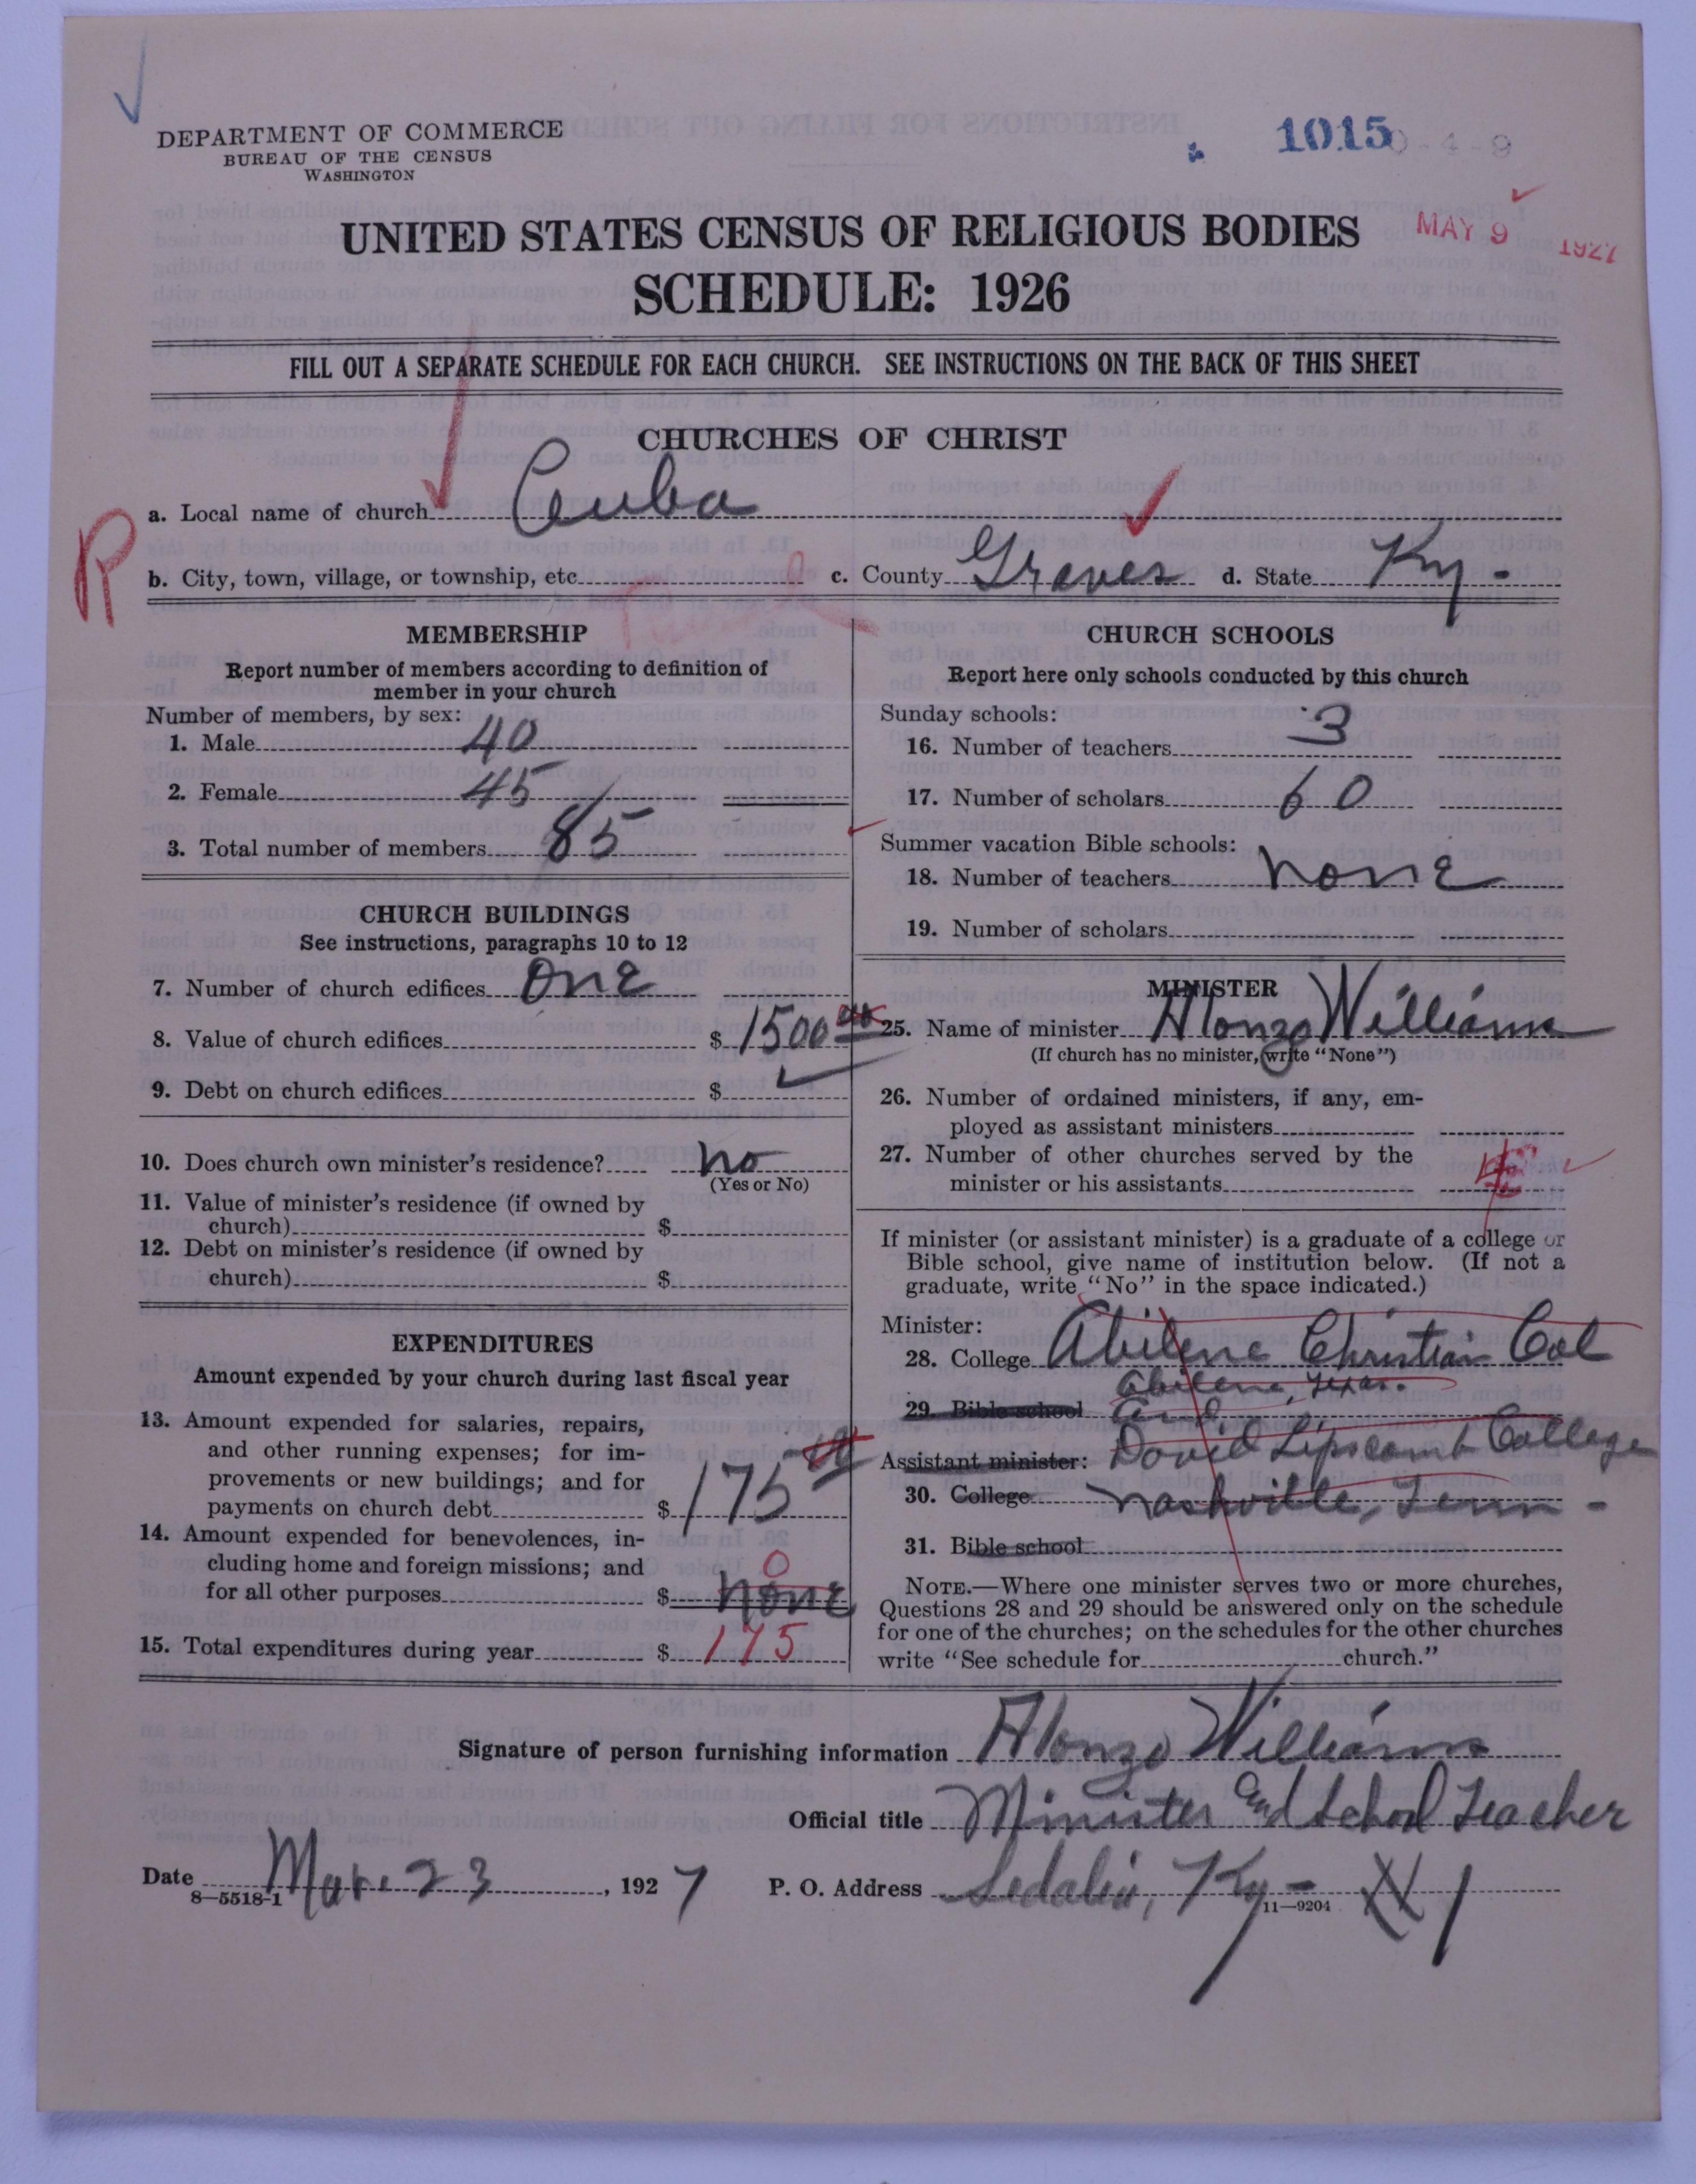 DEPARTMENT OF COMMERCE
BUREAU OF THE CENSUS
WASHINGTON
1015
MAY 9 1927
UNITED STATES CENSUS OF RELIGIOUS BODIES
SCHEDULE: 1926
FILL OUT A SEPARATE SCHEDULE FOR EACH CHURCH. SEE INSTRUCTIONS ON THE BACK OF THIS SHEET
CHURCHES OF CHRIST
a. Local name of church Cuba
R
b. City, town, village, or township, etc. c. County Graves d. State Ky.
MEMBERSHIP
Report number of members according to definition of
member in your church
Number of members, by sex:
1. Male 40
2. Female 45
3. Total number of members 85
CHURCH BUILDINGS
See instructions, paragraphs 10 to 12
7. Number of church edifices One
8. Value of church edifices $ 1500 00
9. Debt on church edifices $
10. Does church own minister's residence? No
(Yes or No)
11. Value of minister's residence (if owned by
church) $
12. Debt on minister's residence (if owned by
church) $
EXPENDITURES
Amount expended by your church during last fiscal year
13. Amount expended for salaries, repairs,
and other running expenses; for im-
provements or new buildings; and for
payments on church debt $ 175
14. Amount expended for benevolences, in-
cluding home and foreign missions; and
for all other purposes $ none 0
15. Total expenditures during year $ 175
CHURCH SCHOOLS
Report here only schools conducted by this church
Sunday schools:
16. Number of teachers 3
17. Number of scholars 60
Summer vacation Bible schools:
18. Number of teachers none
19. Number of scholars
MINISTER
25. Name of minister Alonzo Williams
(If church has no minister, write "None")
26. Number of ordained ministers, if any, em-
ployed as assistant ministers
27. Number of other churches served by the
minister or his assistants
If minister (or assistant minister) is a graduate of a college or
Bible school, give name of institution below. (If not a
graduate, write "No" in the space indicated.)
Minister:
28. College Abilene Christian Col
Abilene, Texas
29. Bible school and
Assistant minister: David Lipscomb College
30. College Nashville, Tenn -
31. Bible school
NOTE.—Where one minister serves two or more churches,
Questions 28 and 29 should be answered only on the schedule
for one of the churches; on the schedules for the other churches
write "See schedule for church."
Signature of person furnishing information Alonzo Williams
Official title Minister and School Teacher
Date Mar. 23, 1927 P. O. Address Sedalia, Ky -
8—5518-1 11—9204